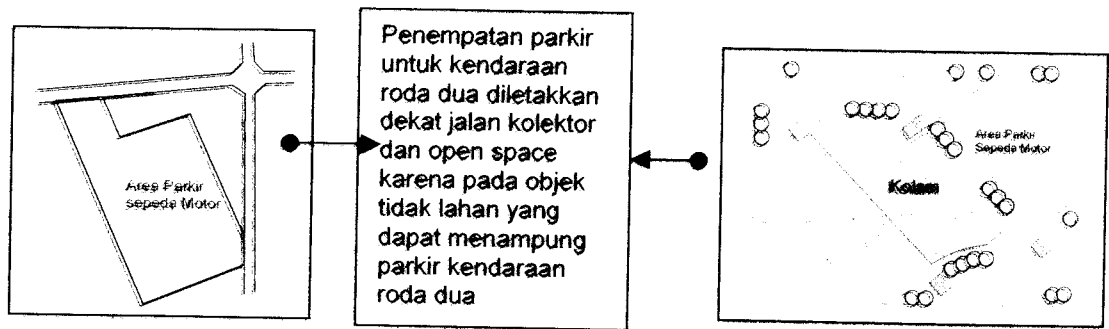 Area Parkir
sepeda Motor
Penempatan parkir
untuk kendaraan
roda dua diletakkan
dekat jalan kolektor
dan open space
karena pada objek
tidak lahan yang
dapat menampung
parkir kendaraan
roda dua
Area Parkir
Sepeda Motor
Kolam